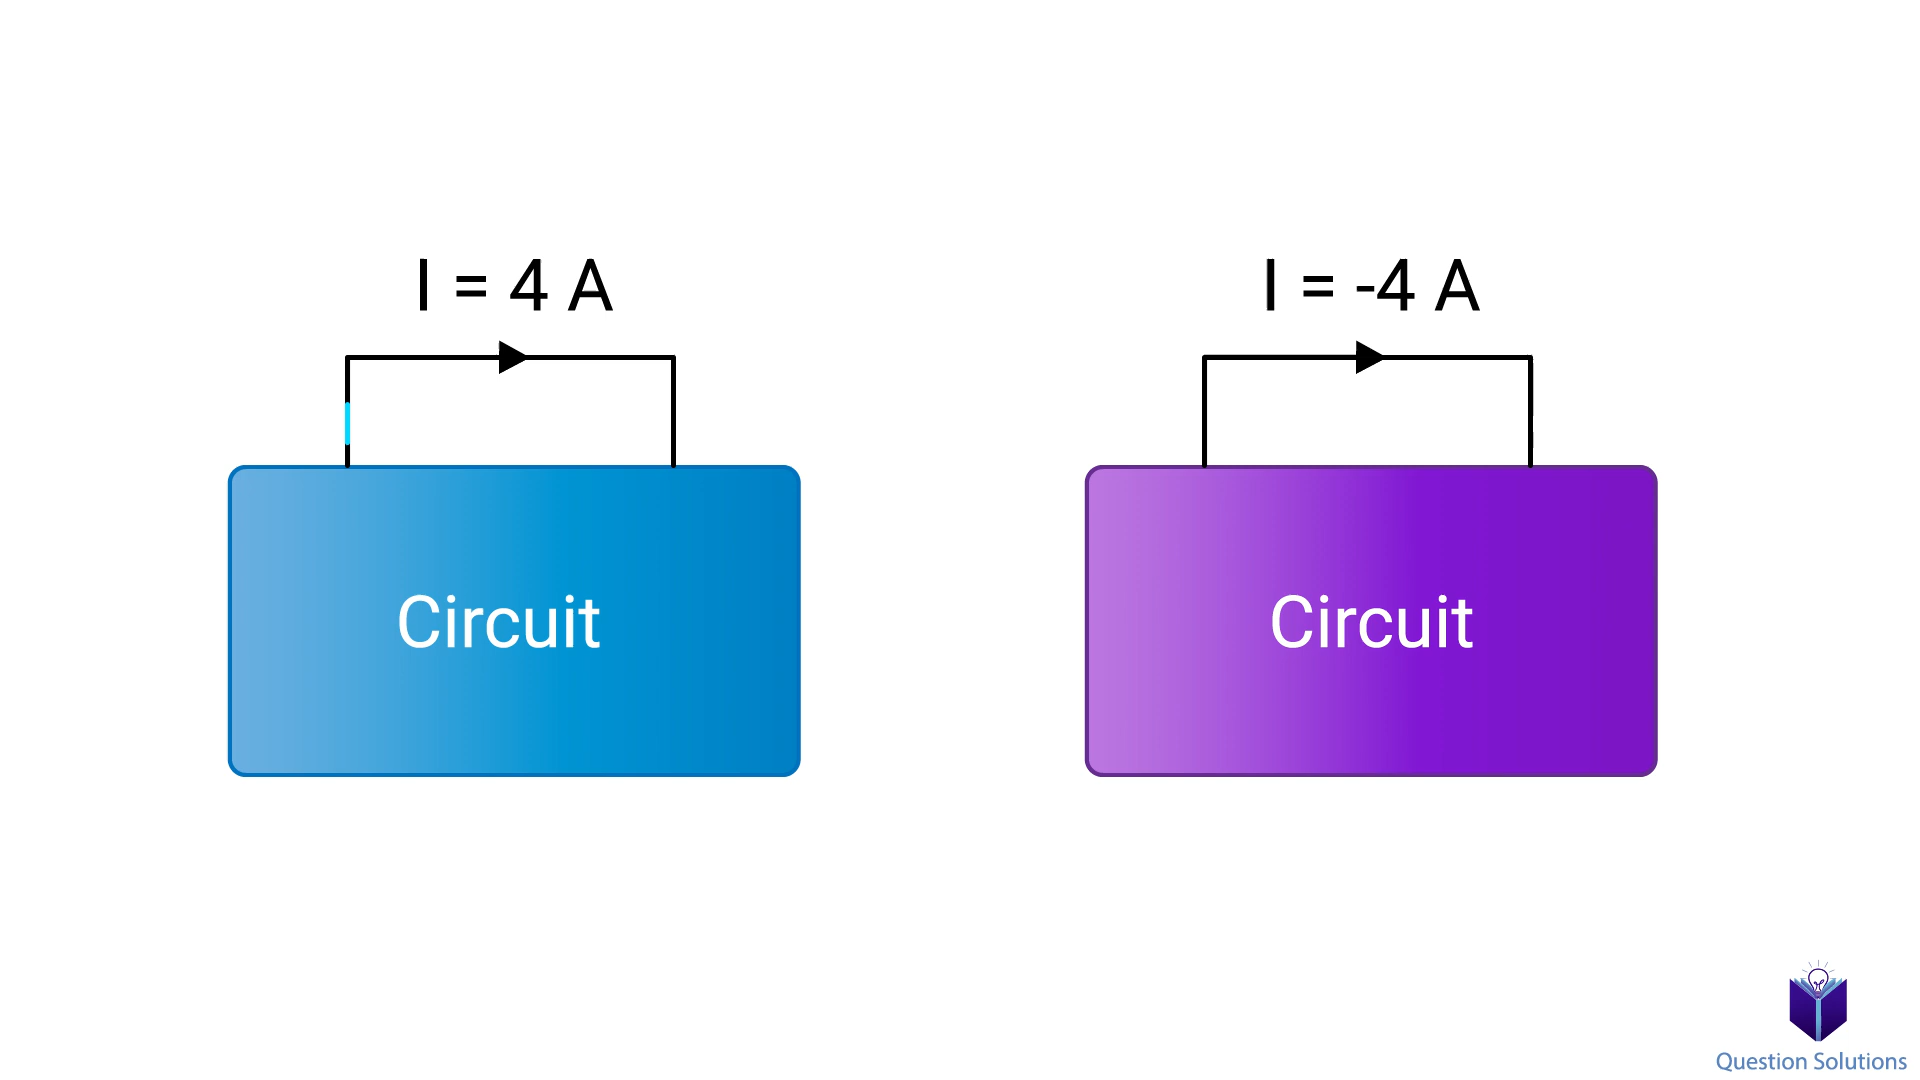 I = 4 A
I = -4 A
Circuit
Circuit
Question Solutions